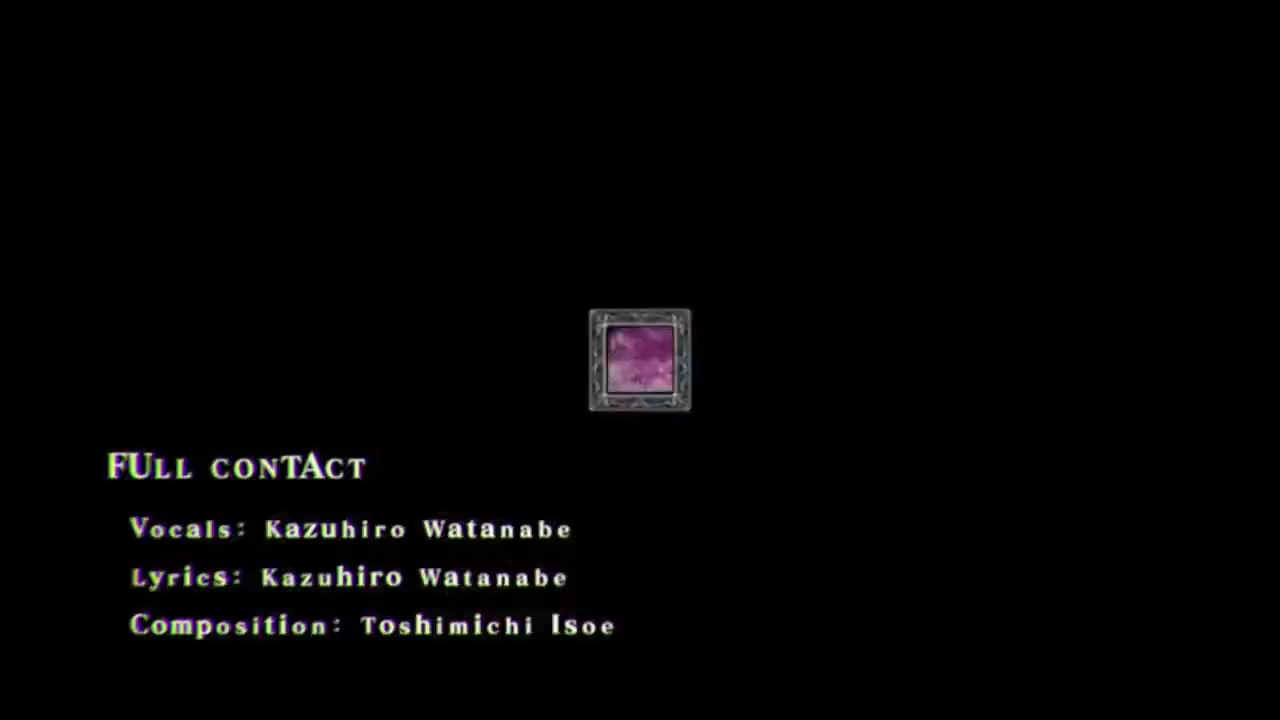 FULL CONTACT
Vocals: Kazuhiro Watanabe
Lyrics: Kazuhiro Watanabe
Composition: Toshimichi Isoe